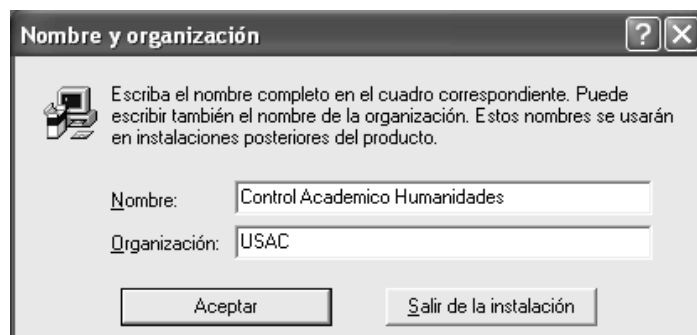 Nombre y organización
Escriba el nombre completo en el cuadro correspondiente. Puede
escribir también el nombre de la organización. Estos nombres se usarán
en instalaciones posteriores del producto.
Nombre: Control Academico Humanidades
Organización: USAC
Aceptar Salir de la instalación